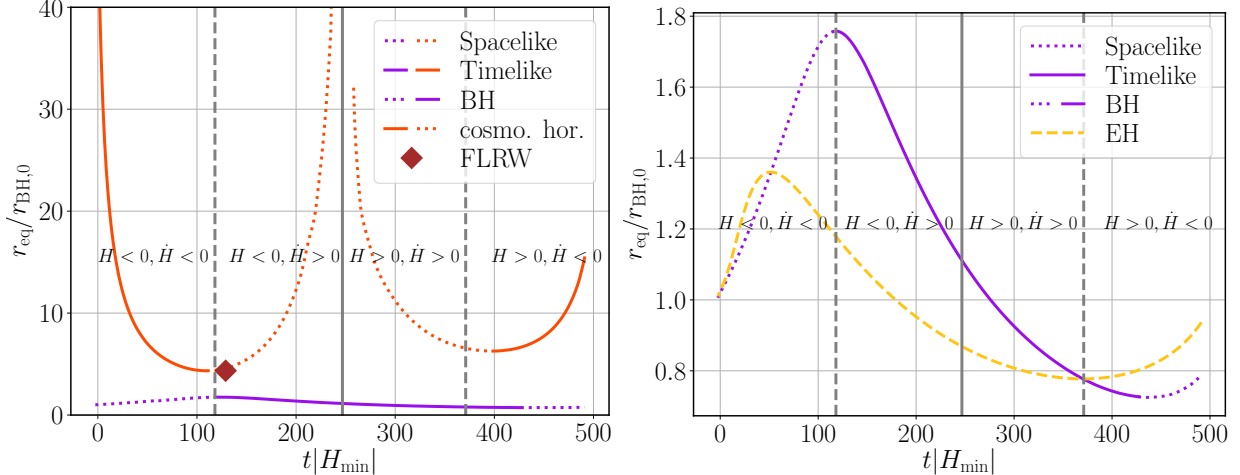 40
30
20
10
0
r_eq/r_BH,0
Spacelike
Timelike
BH
cosmo. hor.
FLRW
H < 0, Ḣ < 0
H < 0, Ḣ > 0
H > 0, Ḣ > 0
H > 0, Ḣ < 0
0 100 200 300 400 500
t|H_min|
1.8
1.6
1.4
1.2
1.0
0.8
r_eq/r_BH,0
Spacelike
Timelike
BH
EH
H < 0, Ḣ < 0
H < 0, Ḣ > 0
H > 0, Ḣ > 0
H > 0, Ḣ < 0
0 100 200 300 400 500
t|H_min|